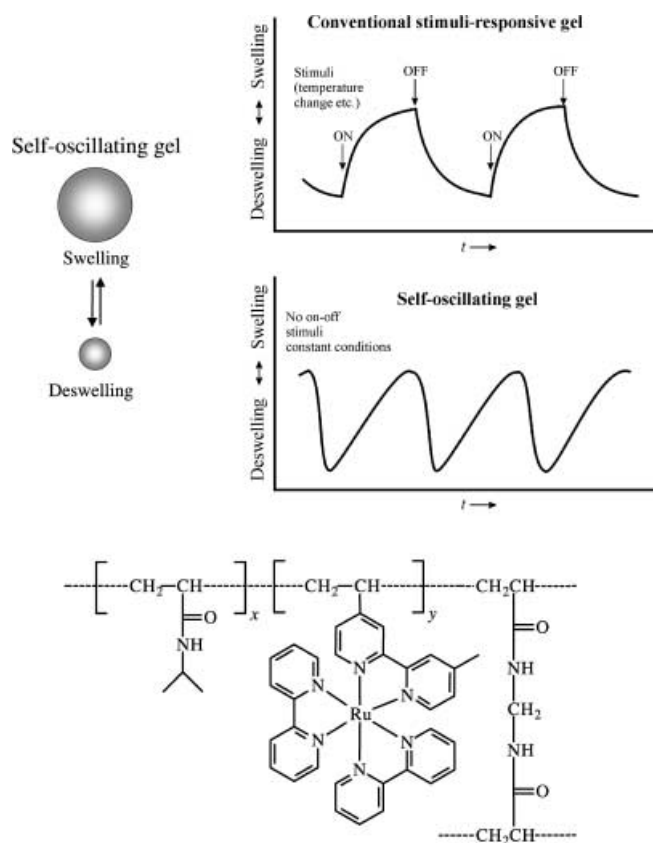 Self-oscillating gel
Swelling
Deswelling
Conventional stimuli-responsive gel
Deswelling ↔ Swelling
Stimuli
(temperature
change etc.)
ON
OFF
ON
OFF
t →
Self-oscillating gel
Deswelling ↔ Swelling
No on-off
stimuli
constant conditions
t →
CH2-CH
x
CH2-CH
y
CH2CH
=O
NH
N
N
N
N
N
N
Ru
=O
NH
CH2
NH
=O
CH2CH